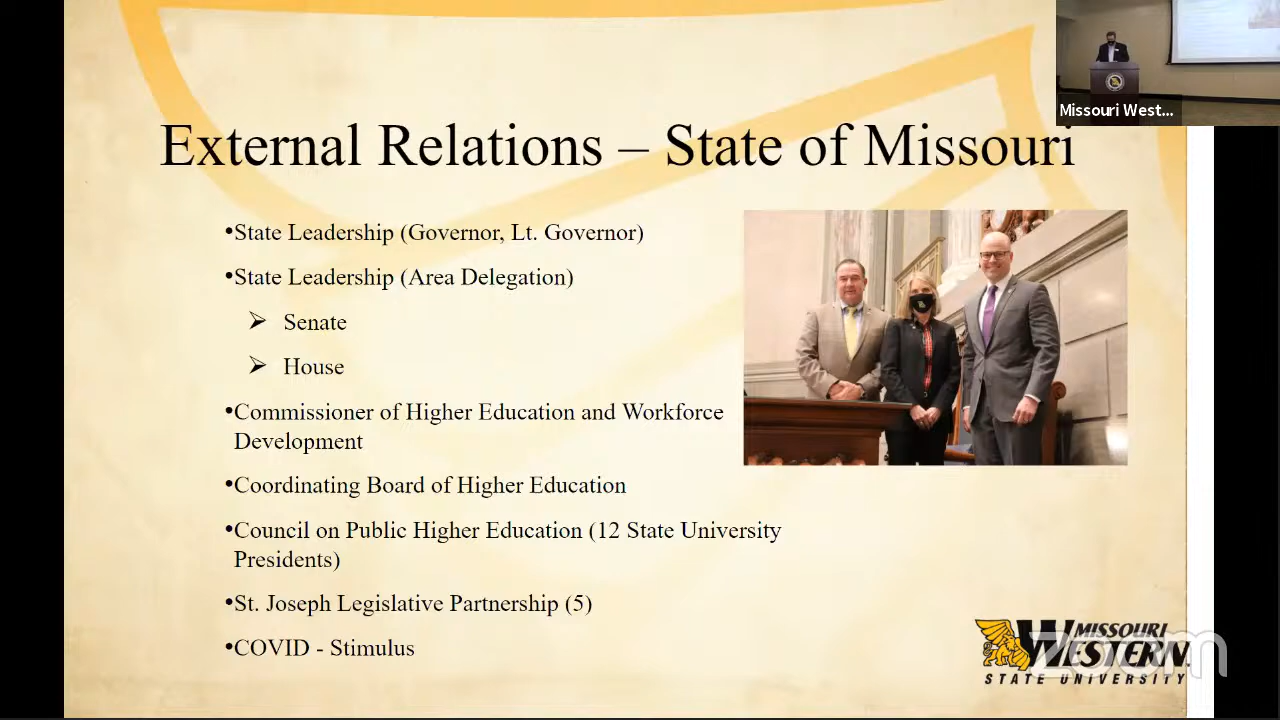 Missouri West...
External Relations – State of Missouri
•State Leadership (Governor, Lt. Governor)
•State Leadership (Area Delegation)
➢ Senate
➢ House
•Commissioner of Higher Education and Workforce
Development
•Coordinating Board of Higher Education
•Council on Public Higher Education (12 State University
Presidents)
•St. Joseph Legislative Partnership (5)
•COVID - Stimulus
MISSOURI
WESTERN
STATE UNIVERSITY
zoom